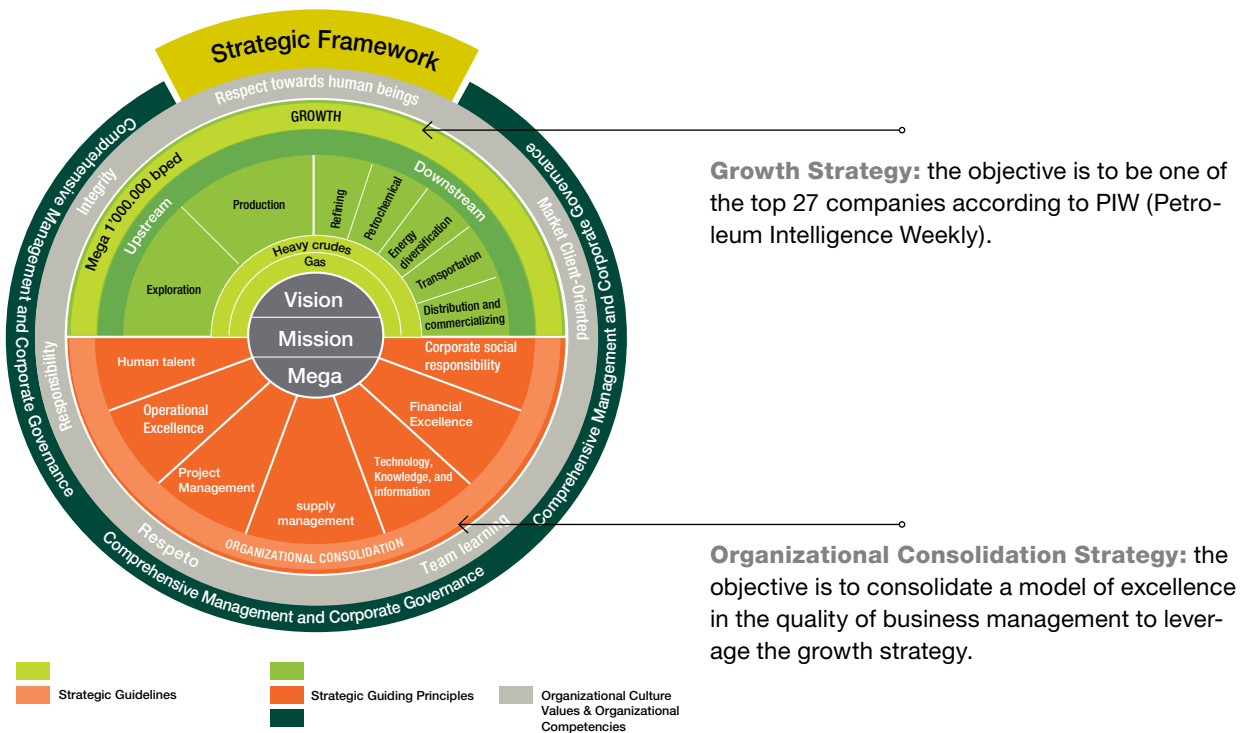 Strategic Framework
Respect towards human beings
Integrity
Market Client-Oriented
Responsibility
Respeto
Team learning
Comprehensive Management and Corporate Governance
Comprehensive Management and Corporate Governance
Comprehensive Management and Corporate Governance
GROWTH
Mega 1'000.000 bped
Upstream
Downstream
Exploration
Production
Refining
Petrochemical
Energy
diversification
Transportation
Distribution and
commercializing
Heavy crudes
Gas
Vision
Mission
Mega
Human talent
Operational
Excellence
Project
Management
supply
management
Technology,
Knowledge, and
information
Financial
Excellence
Corporate social
responsibility
ORGANIZATIONAL CONSOLIDATION
Growth Strategy: the objective is to be one of
the top 27 companies according to PIW (Petro-
leum Intelligence Weekly).
Organizational Consolidation Strategy: the
objective is to consolidate a model of excellence
in the quality of business management to lever-
age the growth strategy.
Strategic Guidelines
Strategic Guiding Principles
Organizational Culture
Values & Organizational
Competencies